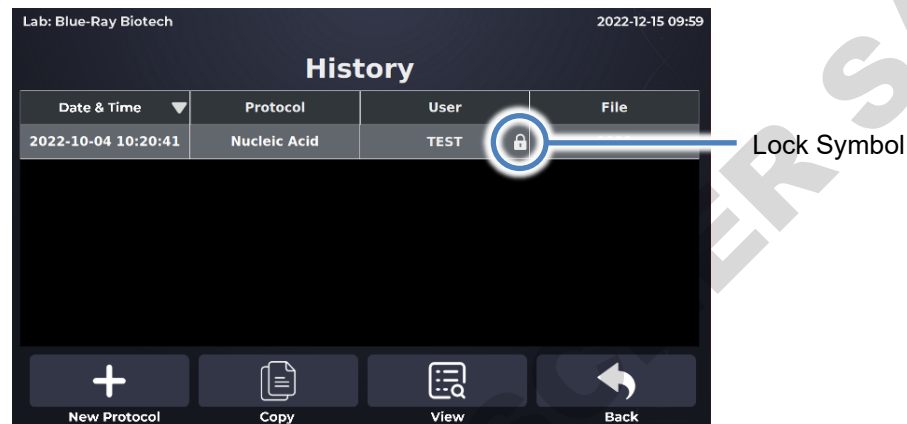 Lab: Blue-Ray Biotech 2022-12-15 09:59
History
Date & Time Protocol User File
2022-10-04 10:20:41 Nucleic Acid TEST
Lock Symbol
New Protocol Copy View Back